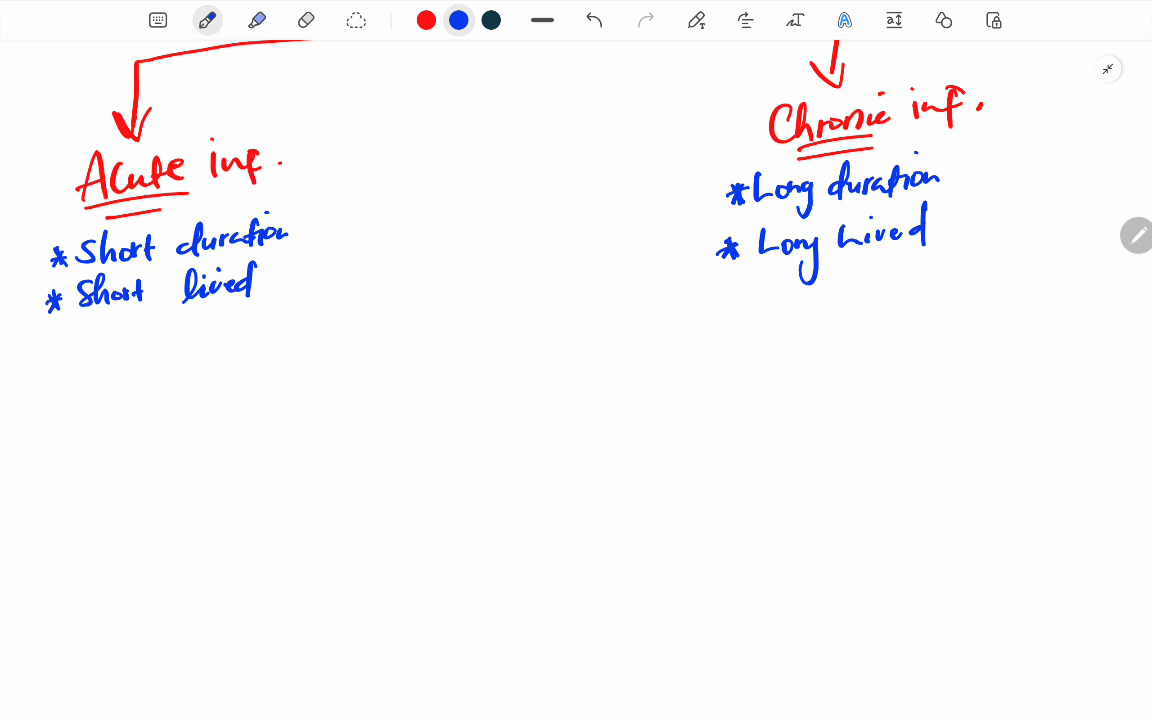 Acute inf.
* Short duration
* Short lived
Chronic inf.
* Long duration
* Long Lived